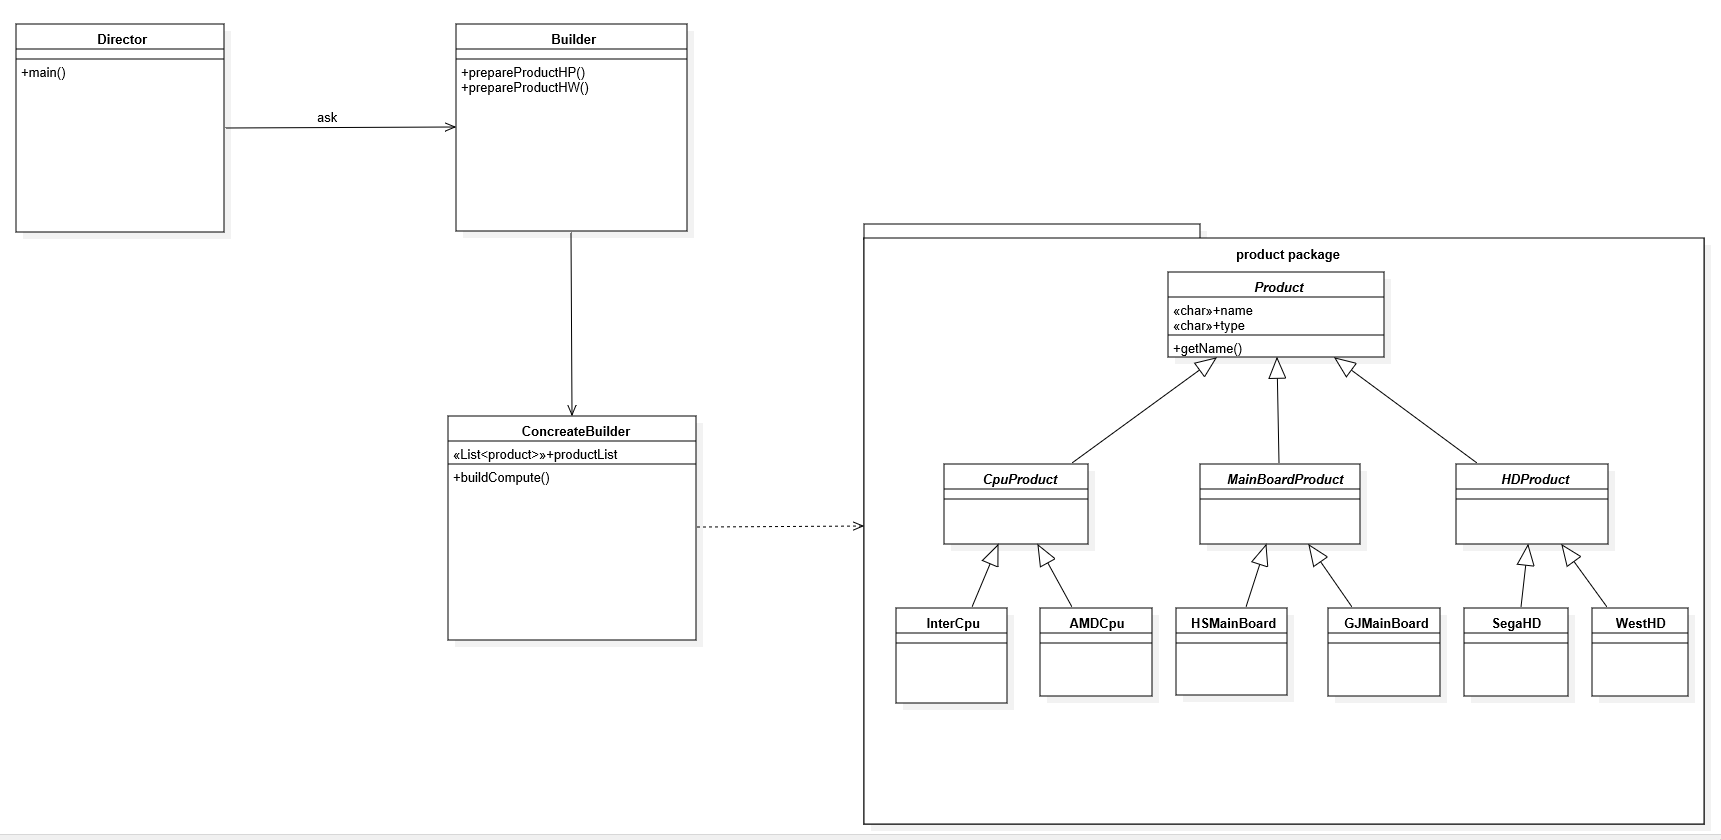 Director
+main()
ask
Builder
+prepareProductHP()
+prepareProductHW()
ConcreateBuilder
«List<product>»+productList
+buildCompute()
product package
Product
«char»+name
«char»+type
+getName()
CpuProduct
MainBoardProduct
HDProduct
InterCpu
AMDCpu
HSMainBoard
GJMainBoard
SegaHD
WestHD